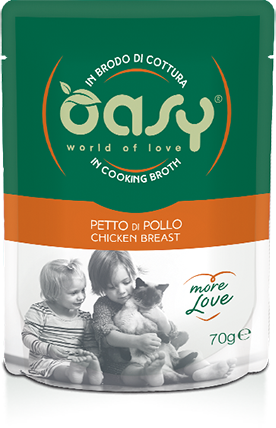 IN BRODO DI COTTURA
oasy®
world of love
IN COOKING BROTH
PETTO DI POLLO
CHICKEN BREAST
more
Love
70g℮